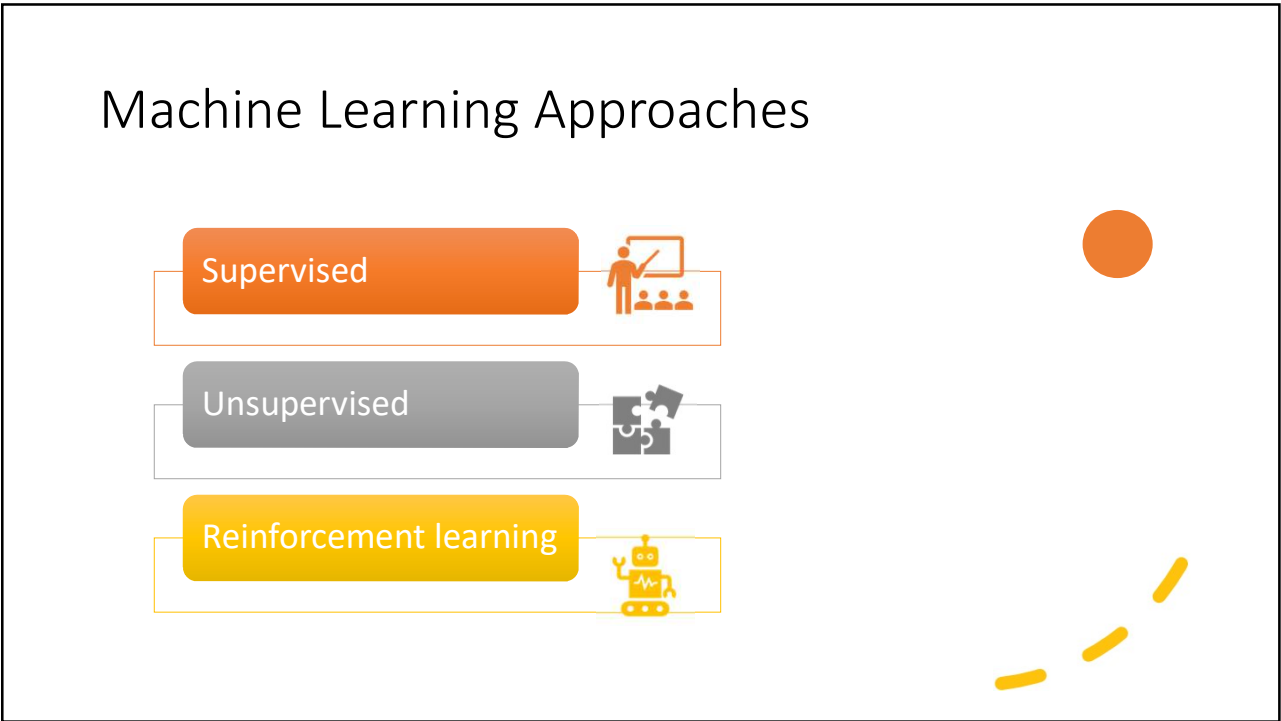 Machine Learning Approaches
Supervised
Unsupervised
Reinforcement learning